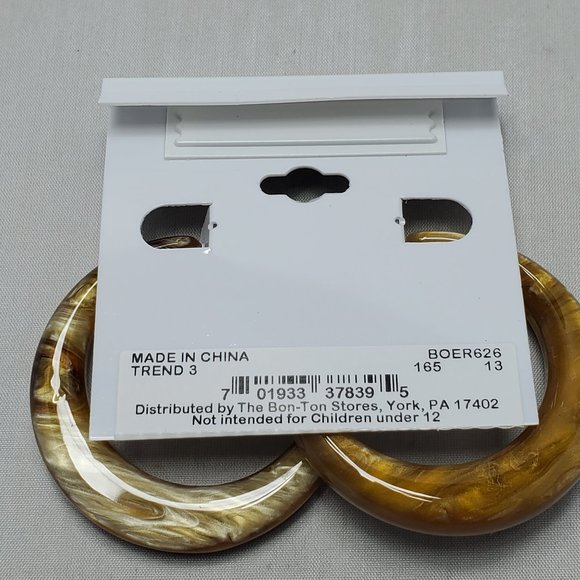 MADE IN CHINA BOER626
TREND 3 165 13
7 01933 37839 5
Distributed by The Bon-Ton Stores, York, PA 17402
Not intended for Children under 12